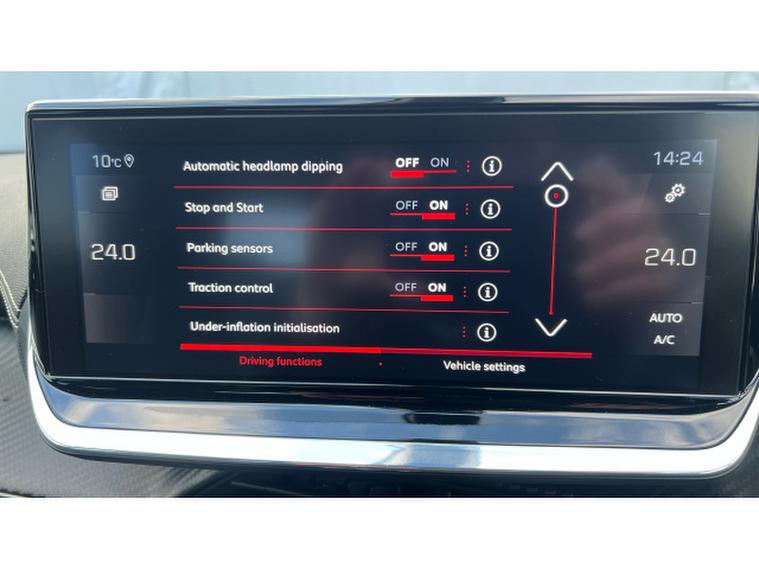 10°C
14:24
Automatic headlamp dipping OFF ON
Stop and Start OFF ON
24.0
Parking sensors OFF ON
24.0
Traction control OFF ON
AUTO
Under-inflation initialisation
A/C
Driving functions
Vehicle settings